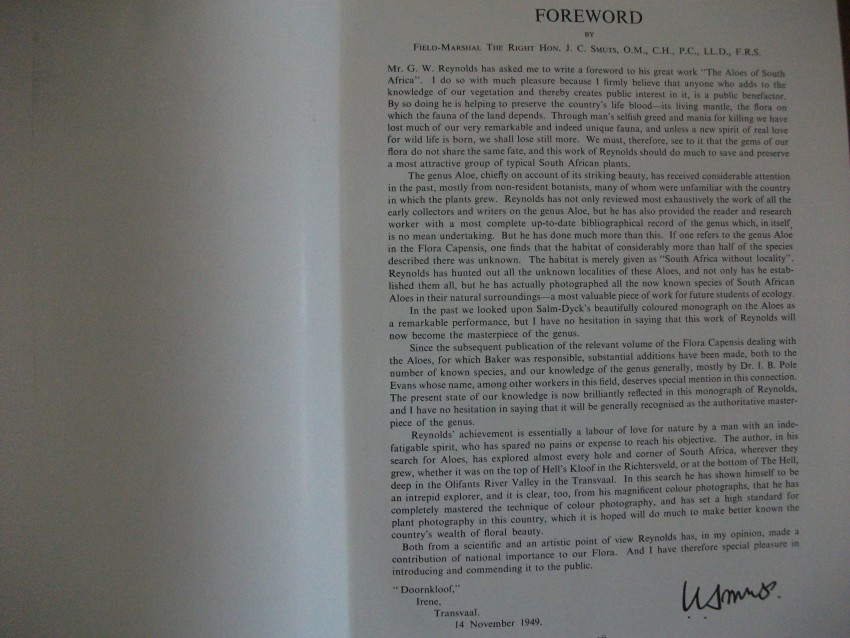 FOREWORD
BY
FIELD-MARSHAL THE RIGHT HON. J. C. SMUTS, O.M., C.H., P.C., LL.D., F.R.S.
Mr. G. W. Reynolds has asked me to write a foreword to his great work "The Aloes of South
Africa". I do so with much pleasure because I firmly believe that anyone who adds to the
knowledge of our vegetation and thereby creates public interest in it, is a public benefactor.
By so doing he is helping to preserve the country's life blood—its living mantle, the flora on
which the fauna of the land depends. Through man's selfish greed and mania for killing we have
lost much of our very remarkable and indeed unique fauna, and unless a new spirit of real love
for wild life is born, we shall lose still more. We must, therefore, see to it that the gems of our
flora do not share the same fate, and this work of Reynolds should do much to save and preserve
a most attractive group of typical South African plants.
The genus Aloe, chiefly on account of its striking beauty, has received considerable attention
in the past, mostly from non-resident botanists, many of whom were unfamiliar with the country
in which the plants grew. Reynolds has not only reviewed most exhaustively the work of all the
early collectors and writers on the genus Aloe, but he has also provided the reader and research
worker with a most complete up-to-date bibliographical record of the genus which, in itself,
is no mean undertaking. But he has done much more than this. If one refers to the genus Aloe
in the Flora Capensis, one finds that the habitat of considerably more than half of the species
described there was unknown. The habitat is merely given as "South Africa without locality".
Reynolds has hunted out all the unknown localities of these Aloes, and not only has he estab-
lished them all, but he has actually photographed all the now known species of South African
Aloes in their natural surroundings—a most valuable piece of work for future students of ecology.
In the past we looked upon Salm-Dyck's beautifully coloured monograph on the Aloes as
a remarkable performance, but I have no hesitation in saying that this work of Reynolds will
now become the masterpiece of the genus.
Since the subsequent publication of the relevant volume of the Flora Capensis dealing with
the Aloes, for which Baker was responsible, substantial additions have been made, both to the
number of known species, and our knowledge of the genus generally, mostly by Dr. I. B. Pole
Evans whose name, among other workers in this field, deserves special mention in this connection.
The present state of our knowledge is now brilliantly reflected in this monograph of Reynolds,
and I have no hesitation in saying that it will be generally recognised as the authoritative master-
piece of the genus.
Reynolds' achievement is essentially a labour of love for nature by a man with an inde-
fatigable spirit, who has spared no pains or expense to reach his objective. The author, in his
search for Aloes, has explored almost every hole and corner of South Africa, wherever they
grew, whether it was on the top of Hell's Kloof in the Richtersveld, or at the bottom of The Hell,
deep in the Olifants River Valley in the Transvaal. In this search he has shown himself to be
an intrepid explorer, and it is clear, too, from his magnificent colour photographs, that he has
completely mastered the technique of colour photography, and has set a high standard for
plant photography in this country, which it is hoped will do much to make better known the
country's wealth of floral beauty.
Both from a scientific and an artistic point of view Reynolds has, in my opinion, made a
contribution of national importance to our Flora. And I have therefore special pleasure in
introducing and commending it to the public.
"Doornkloof,"
Irene,
Transvaal.
14 November 1949.